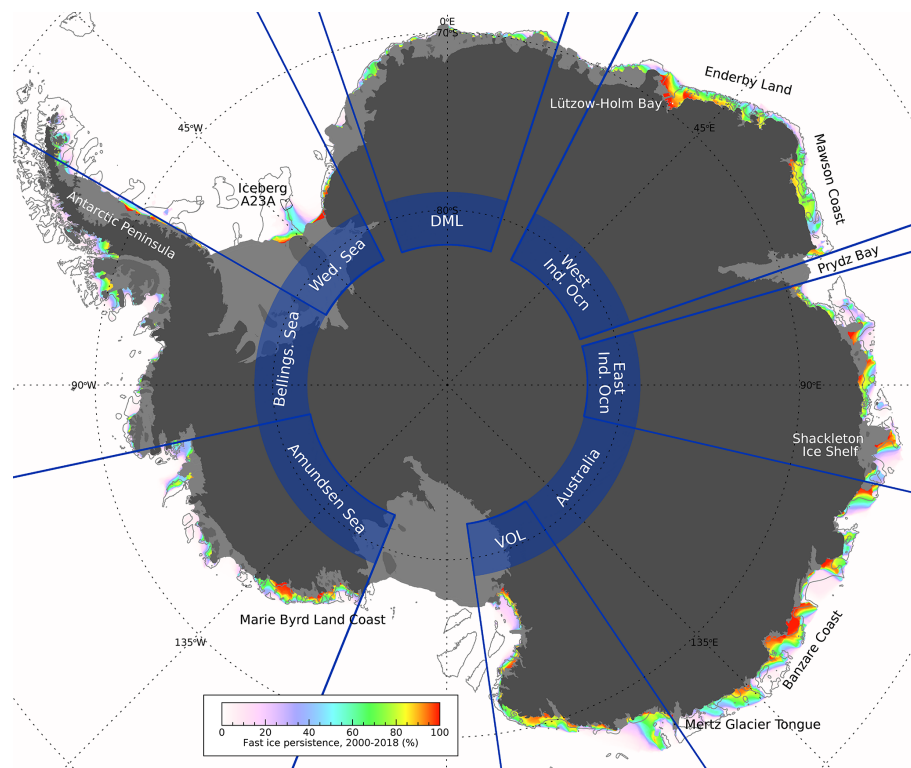 0°E
70°S
Enderby Land
Lützow-Holm Bay
45°W
45°E
Mawson Coast
Iceberg
A23A
Antarctic Peninsula
80°S
DML
Wed. Sea
West
Ind. Ocn
Prydz Bay
Bellings. Sea
East
Ind. Ocn
90°W
90°E
Shackleton
Ice Shelf
Amundsen Sea
Australia
VOL
Marie Byrd Land Coast
135°W
135°E
Banzare Coast
Mertz Glacier Tongue
0 20 40 60 80 100
Fast ice persistence, 2000-2018 (%)